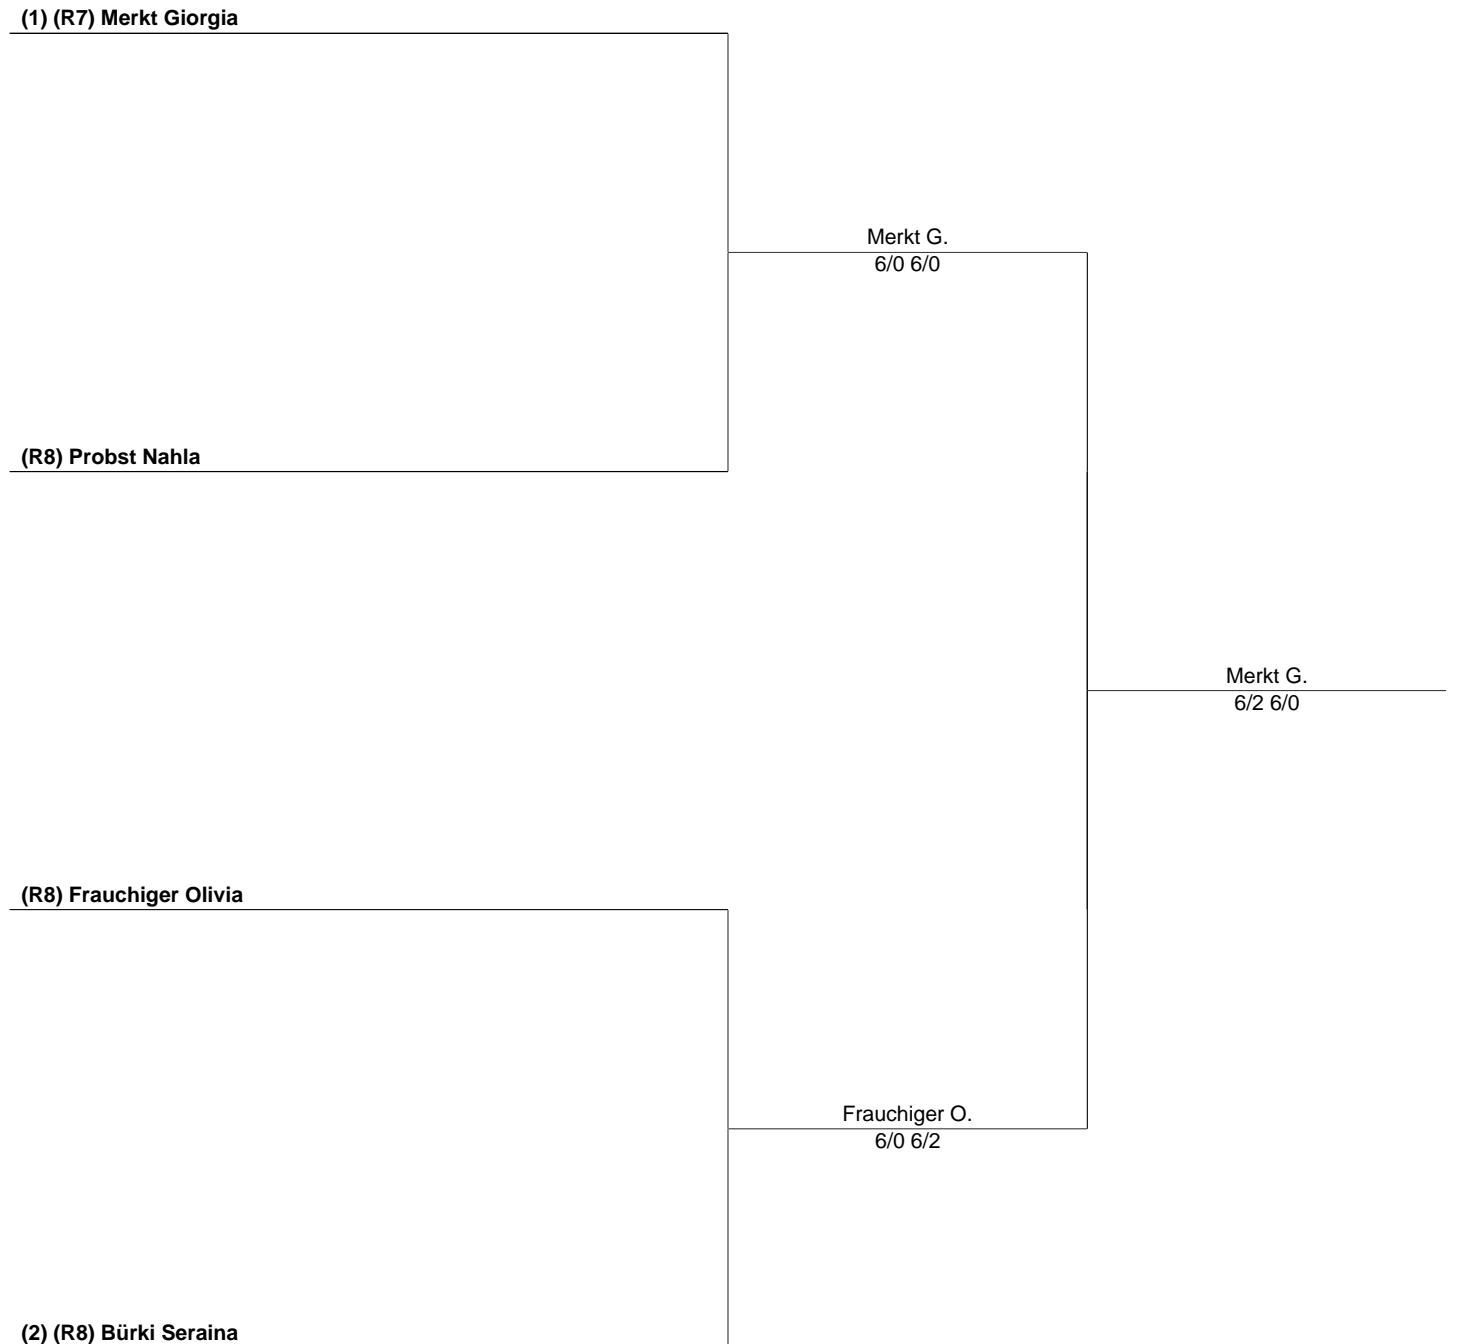 (1) (R7) Merkt Giorgia
Merkt G.
6/0 6/0
(R8) Probst Nahla
Merkt G.
6/2 6/0
(R8) Frauchiger Olivia
Frauchiger O.
6/0 6/2
(2) (R8) Bürki Seraina